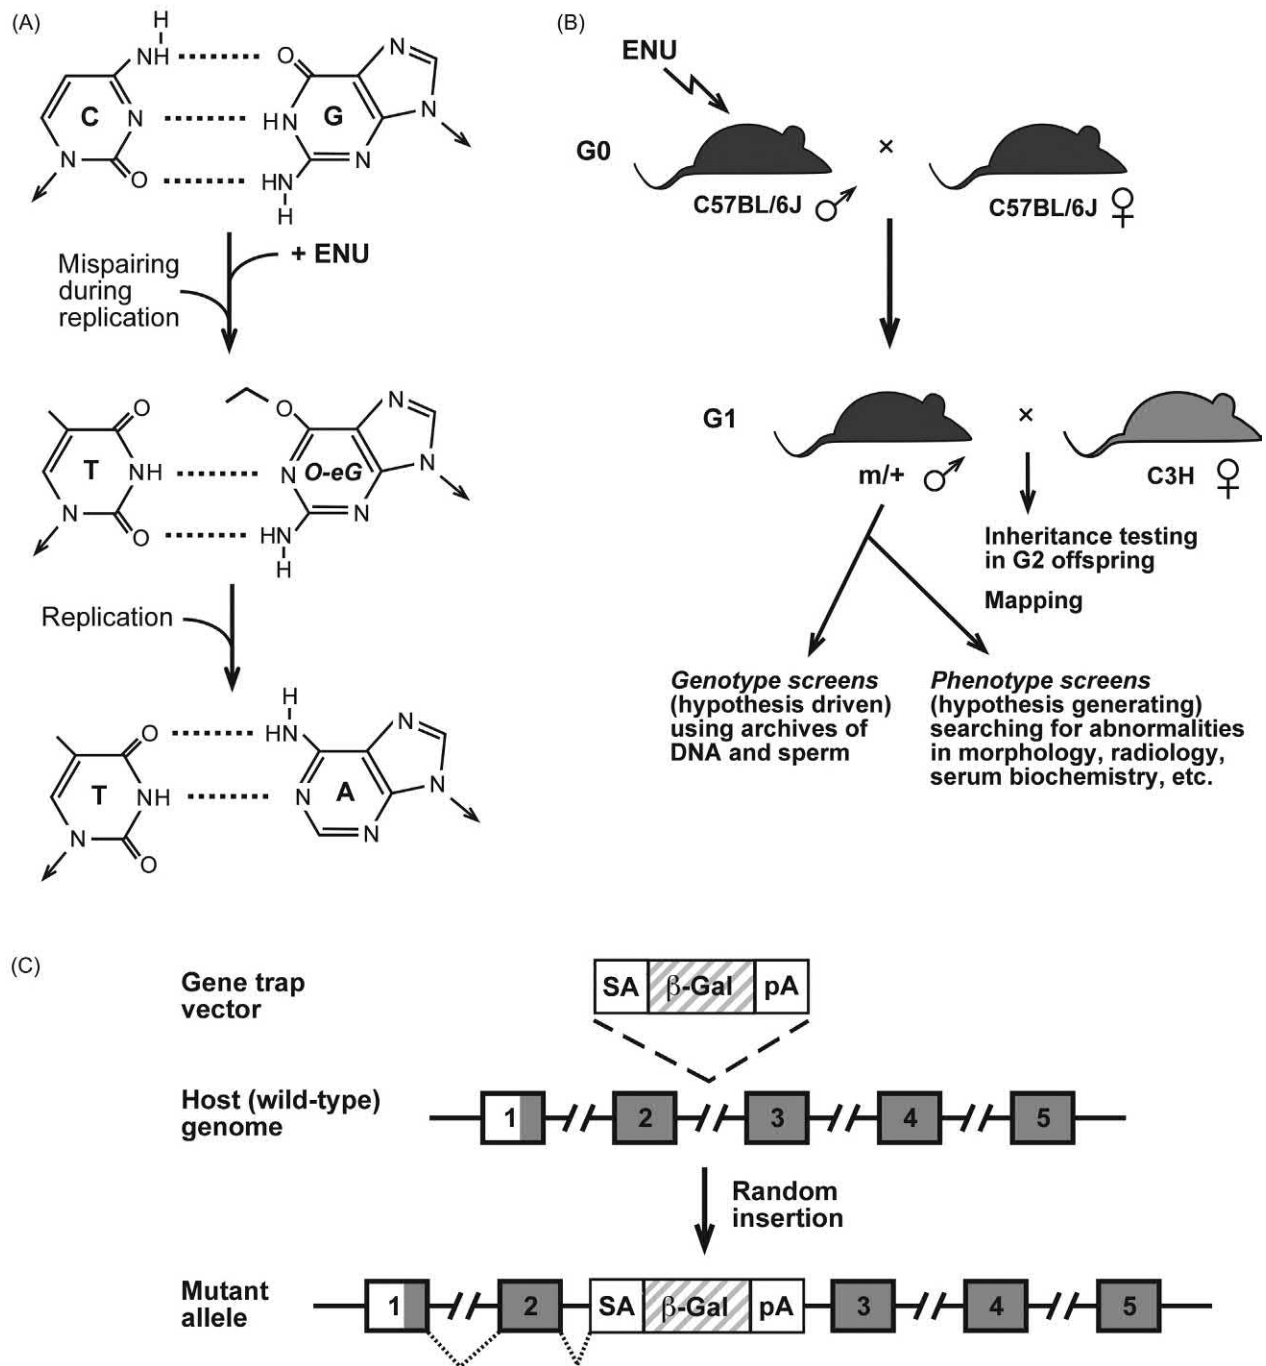 (A)
H
N
NH
O
N
C
N
HN
G
N
N
O
N
N
H
H
Mispairing
during
replication
+ ENU
O
O
N
T
NH
N
O-eG
N
N
O
HN
N
H
Replication
H
O
HN
N
T
NH
N
A
N
N
O
N
(B)
ENU
G0
×
C57BL/6J ♂
C57BL/6J ♀
G1
×
m/+ ♂
C3H ♀
Inheritance testing
in G2 offspring
Mapping
Genotype screens
(hypothesis driven)
using archives of
DNA and sperm
Phenotype screens
(hypothesis generating)
searching for abnormalities
in morphology, radiology,
serum biochemistry, etc.
(C)
Gene trap
vector
SA β-Gal pA
Host (wild-type)
genome
1 2 3 4 5
Random
insertion
Mutant
allele
1 2 SA β-Gal pA 3 4 5